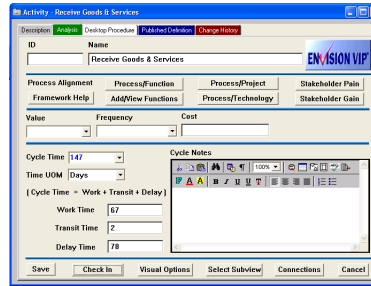 Activity - Receive Goods & Services
Description Analysis Desktop Procedure Published Definition Change History
ID Name
Receive Goods & Services
ENVISION VIP
Process Alignment Process/Function Process/Project Stakeholder Pain
Framework Help Add/View Functions Process/Technology Stakeholder Gain
Value Frequency Cost
Cycle Time 147 Cycle Notes
Time UOM Days
100%
B I U U T
( Cycle Time = Work + Transit + Delay )
Work Time 67
Transit Time 2
Delay Time 78
Save Check In Visual Options Select Subview Connections Cancel